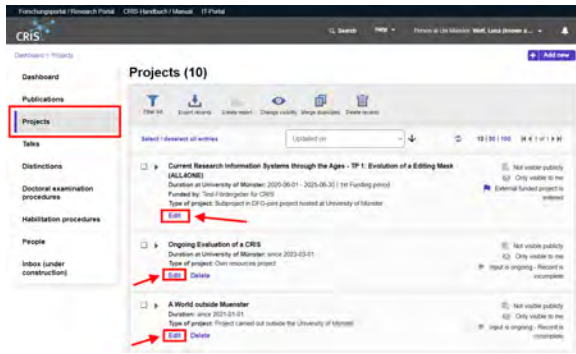 Forschungsportal / Research Portal CRIS-Handbuch / Manual IT-Portal
CRIS
Search Help Person at Uni Münster: Wolf, Luisa (known a...
Dashboard > Projects
Add new
Dashboard
Publications
Projects
Talks
Distinctions
Doctoral examination
procedures
Habilitation procedures
People
Inbox (under
construction)
Projects (10)
Filter list Export records Create report Change visibility Merge duplicates Delete records
Select / deselect all entries Updated on 10 | 50 | 100
Current Research Information Systems through the Ages - TP 1: Evolution of a Editing Mask
(ALL4ONE)
Duration at University of Münster: 2020-06-01 - 2025-06-30 | 1st Funding period
Funded by: Test-Fördergeber für CRIS
Type of project: Subproject in DFG-joint project hosted at University of Münster
Edit
Not visible publicly
Only visible to me
External funded project is
entered
Ongoing Evaluation of a CRIS
Duration at University of Münster: since 2023-03-01
Type of project: Own resources project
Edit Delete
Not visible publicly
Only visible to me
Input is ongoing - Record is
incomplete
A World outside Muenster
Duration: since 2021-01-01
Type of project: Project carried out outside the University of Münster
Edit Delete
Not visible publicly
Only visible to me
Input is ongoing - Record is
incomplete